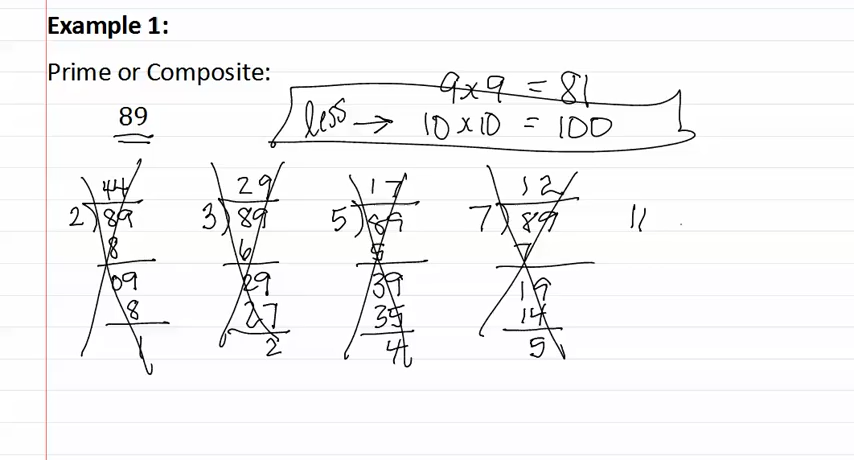 Example 1:
Prime or Composite:
9 x 9 = 81
89
less → 10 x 10 = 100
44 29 17 12
2)89 3)89 5)89 7)89 11
8 6 5 7
09 29 39 19
8 27 35 14
1 2 4 5